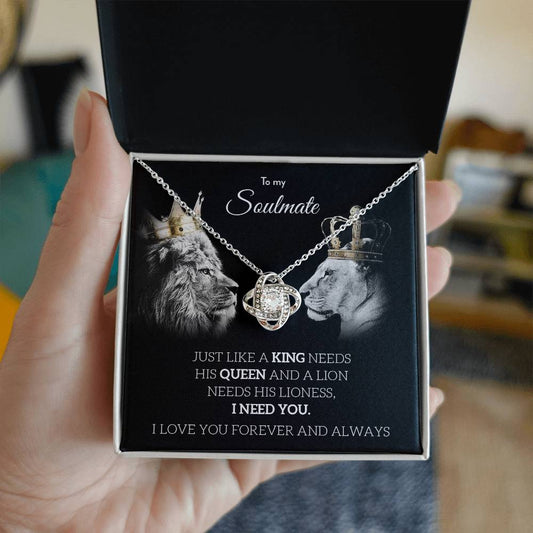 To my
Soulmate
JUST LIKE A KING NEEDS
HIS QUEEN AND A LION
NEEDS HIS LIONESS,
I NEED YOU.
I LOVE YOU FOREVER AND ALWAYS